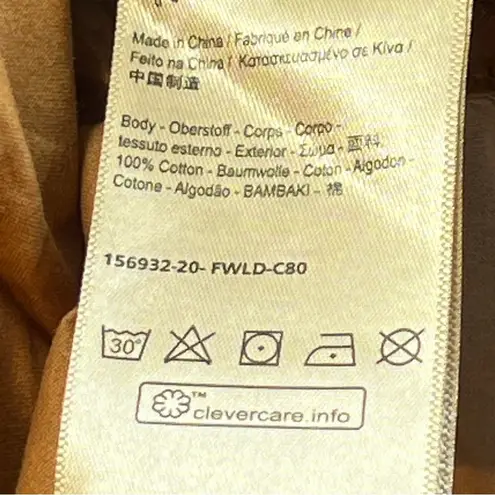 Made in China / Fabriqué en Chine /
Feito na China / Κατασκευασμένο σε Κίνα /
中国制造
Body - Oberstoff - Corps - Corpo -
tessuto esterno - Exterior - Σώμα - 面料
100% Cotton - Baumwolle - Coton - Algodon -
Cotone - Algodão - BAMBAKI - 棉
156932-20- FWLD-C80
30°
clevercare.info™